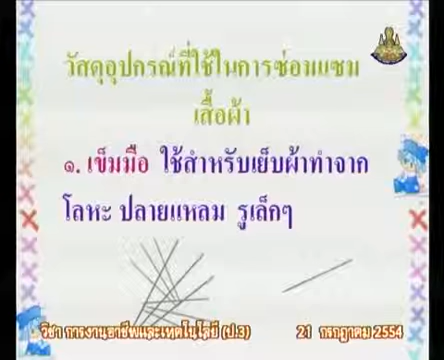 วัสดุอุปกรณ์ที่ใช้ในการซ่อมแซม
เสื้อผ้า
๑. เข็มมือ ใช้สำหรับเย็บผ้าทำจาก
โลหะ ปลายแหลม รูเล็กๆ
วิชา การงานอาชีพและเทคโนโลยี (ป.3) 21 กรกฎาคม 2554